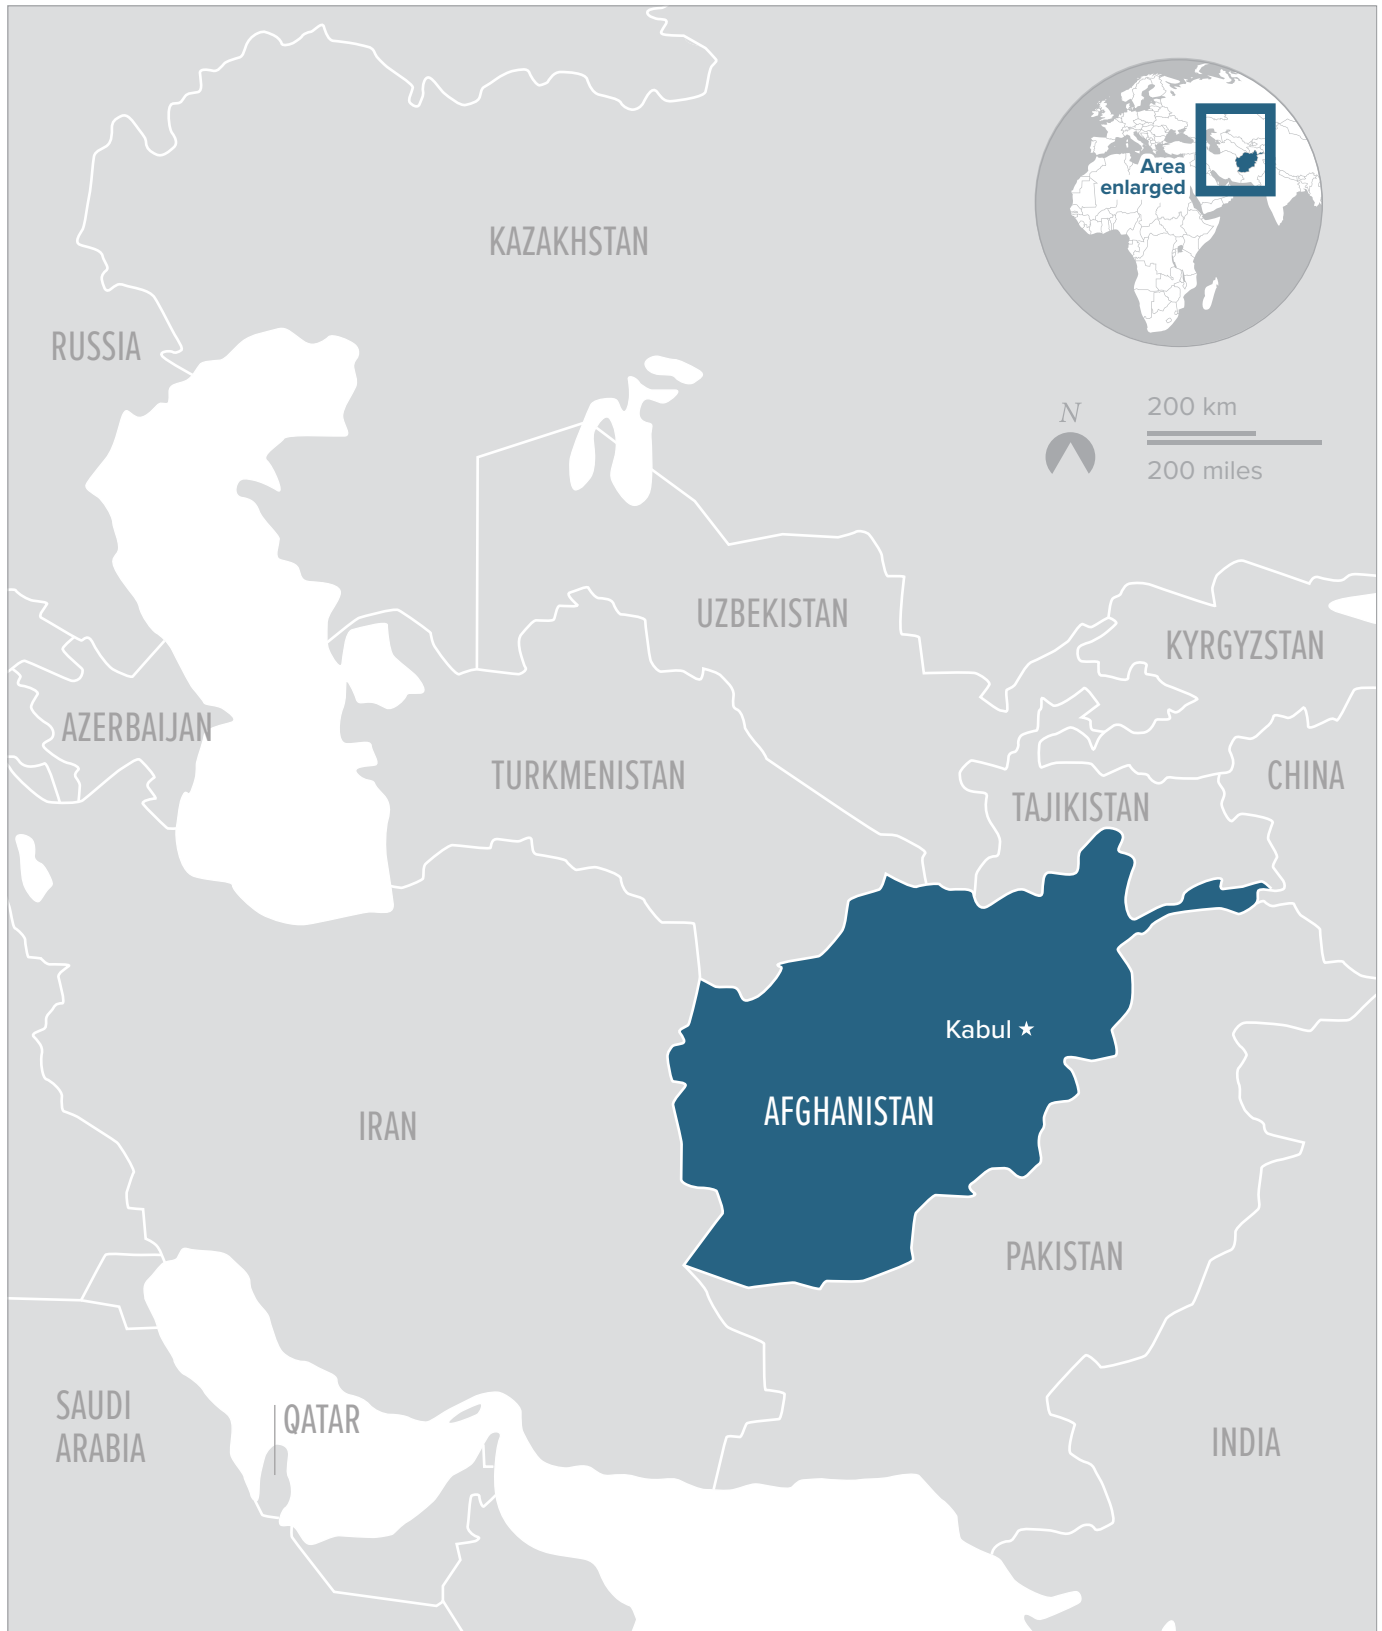 Area
enlarged
KAZAKHSTAN
RUSSIA
N
200 km
200 miles
UZBEKISTAN
KYRGYZSTAN
AZERBAIJAN
TURKMENISTAN
CHINA
TAJIKISTAN
Kabul
AFGHANISTAN
IRAN
PAKISTAN
SAUDI
ARABIA
QATAR
INDIA